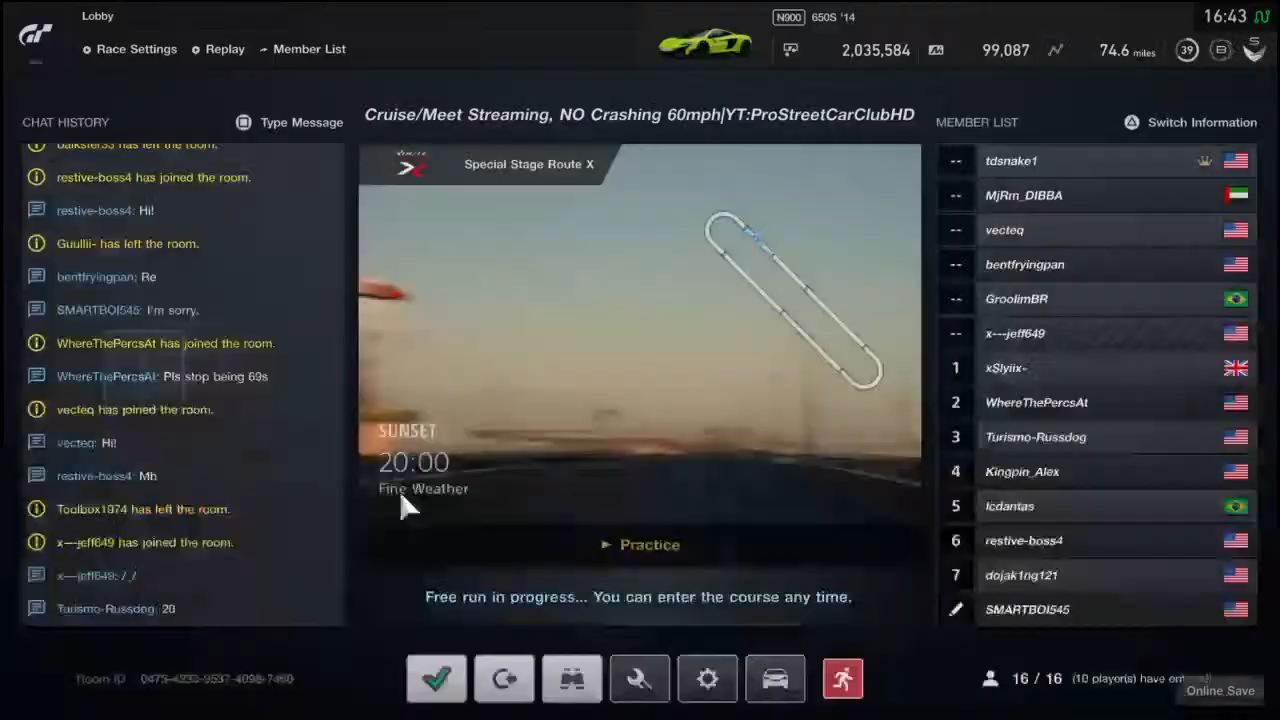 Lobby
Race Settings
Replay
Member List
N900 650S '14
2,035,584
99,087
74.6 miles
39
B
S
16:43
CHAT HISTORY
Type Message
restive-boss4 has joined the room.
restive-boss4: Hi!
Guullii- has left the room.
bentfryingpan: Re
SMARTBOI545: I'm sorry.
WhereThePercsAt has joined the room.
WhereThePercsAt: Pls stop being 69s
vecteq has joined the room.
vecteq: Hi!
restive-boss4: Mh
Toolbox1974 has left the room.
x---jeff649 has joined the room.
x---jeff649: /_/
Turismo-Russdog: 20
Cruise/Meet Streaming, NO Crashing 60mph|YT:ProStreetCarClubHD
Special Stage Route X
SUNSET
20:00
Fine Weather
Practice
Free run in progress... You can enter the course any time.
MEMBER LIST
Switch Information
-- tdsnake1
-- MjRm_DIBBA
-- vecteq
-- bentfryingpan
-- GroolimBR
-- x---jeff649
1 xSlyiix-
2 WhereThePercsAt
3 Turismo-Russdog
4 Kingpin_Alex
5 lcdantas
6 restive-boss4
7 dojak1ng121
SMARTBOI545
Room ID
16 / 16 (10 player(s) have
Online Save